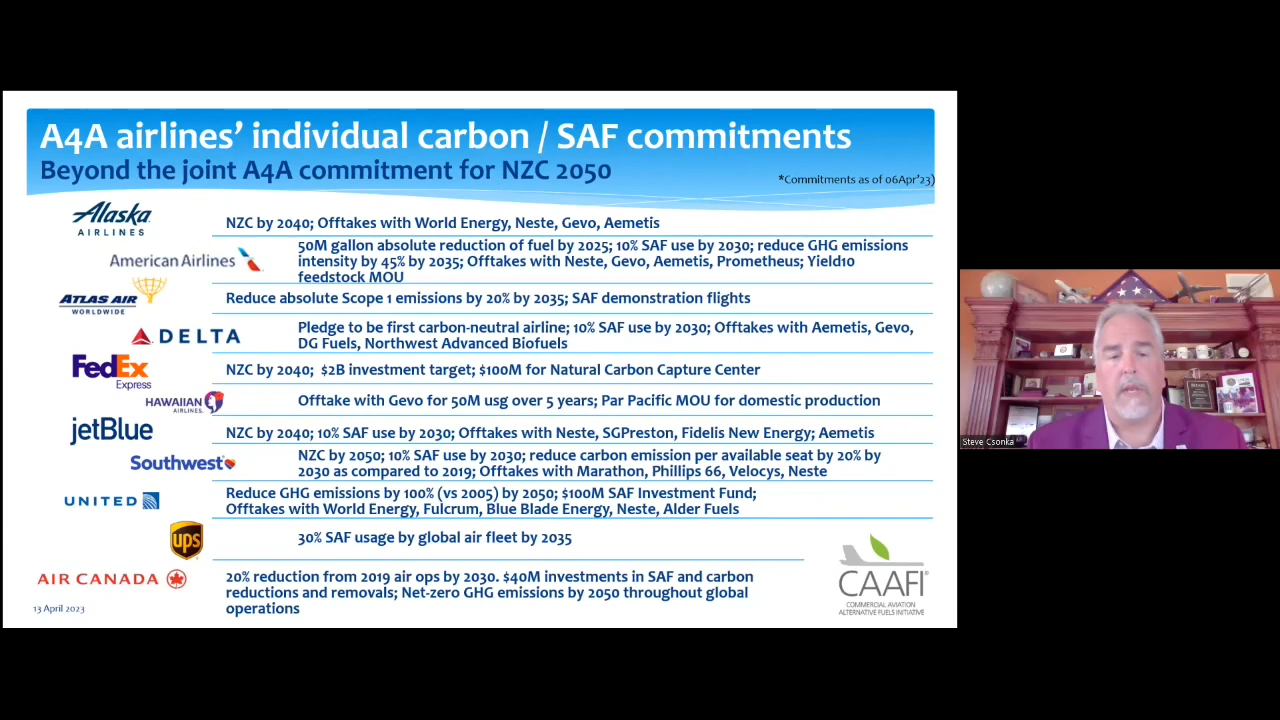 A4A airlines' individual carbon / SAF commitments
Beyond the joint A4A commitment for NZC 2050
*Commitments as of 06Apr'23)
Alaska
AIRLINES
NZC by 2040; Offtakes with World Energy, Neste, Gevo, Aemetis
American Airlines
50M gallon absolute reduction of fuel by 2025; 10% SAF use by 2030; reduce GHG emissions
intensity by 45% by 2035; Offtakes with Neste, Gevo, Aemetis, Prometheus; Yield10
feedstock MOU
ATLAS AIR
WORLDWIDE
Reduce absolute Scope 1 emissions by 20% by 2035; SAF demonstration flights
DELTA
Pledge to be first carbon-neutral airline; 10% SAF use by 2030; Offtakes with Aemetis, Gevo,
DG Fuels, Northwest Advanced Biofuels
FedEx
Express
NZC by 2040; $2B investment target; $100M for Natural Carbon Capture Center
HAWAIIAN
AIRLINES.
Offtake with Gevo for 50M usg over 5 years; Par Pacific MOU for domestic production
jetBlue
NZC by 2040; 10% SAF use by 2030; Offtakes with Neste, SGPreston, Fidelis New Energy; Aemetis
Southwest
NZC by 2050; 10% SAF use by 2030; reduce carbon emission per available seat by 20% by
2030 as compared to 2019; Offtakes with Marathon, Phillips 66, Velocys, Neste
UNITED
Reduce GHG emissions by 100% (vs 2005) by 2050; $100M SAF Investment Fund;
Offtakes with World Energy, Fulcrum, Blue Blade Energy, Neste, Alder Fuels
ups
30% SAF usage by global air fleet by 2035
AIR CANADA
20% reduction from 2019 air ops by 2030. $40M investments in SAF and carbon
reductions and removals; Net-zero GHG emissions by 2050 throughout global
operations
13 April 2023
CAAFI®
COMMERCIAL AVIATION
ALTERNATIVE FUELS INITIATIVE
Steve Csonka